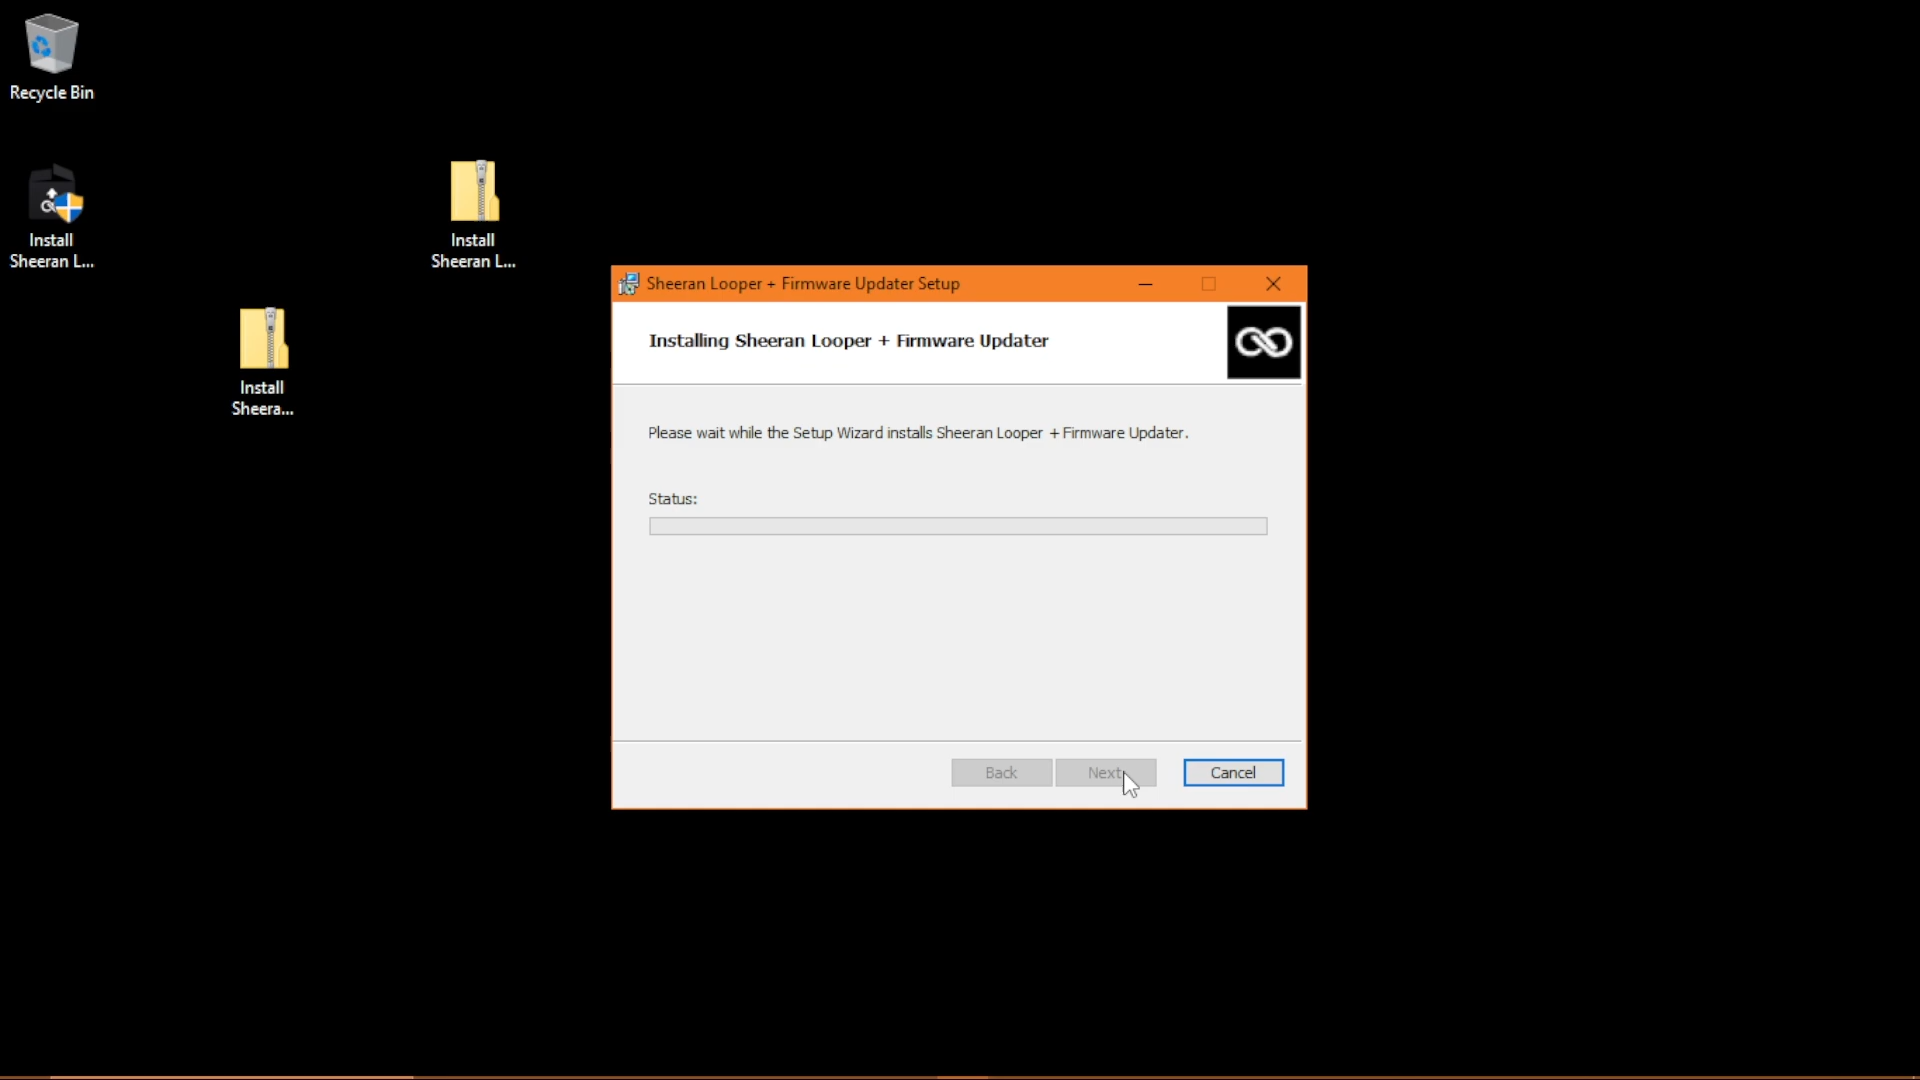 Recycle Bin
Install
Sheeran L...
Install
Sheeran L...
Install
Sheera...
Sheeran Looper + Firmware Updater Setup
Installing Sheeran Looper + Firmware Updater
Please wait while the Setup Wizard installs Sheeran Looper + Firmware Updater.
Status:
Back
Next
Cancel